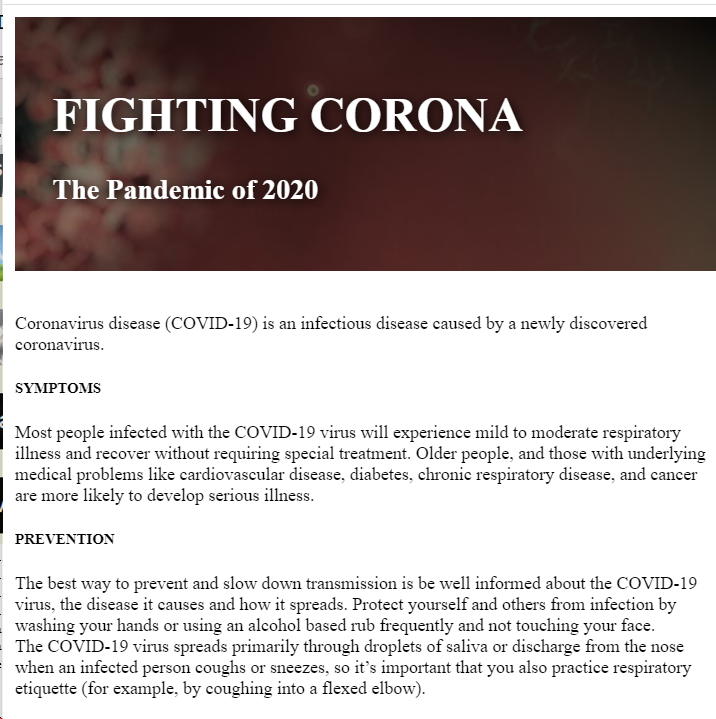 FIGHTING CORONA
The Pandemic of 2020
Coronavirus disease (COVID-19) is an infectious disease caused by a newly discovered
coronavirus.
SYMPTOMS
Most people infected with the COVID-19 virus will experience mild to moderate respiratory
illness and recover without requiring special treatment. Older people, and those with underlying
medical problems like cardiovascular disease, diabetes, chronic respiratory disease, and cancer
are more likely to develop serious illness.
PREVENTION
The best way to prevent and slow down transmission is be well informed about the COVID-19
virus, the disease it causes and how it spreads. Protect yourself and others from infection by
washing your hands or using an alcohol based rub frequently and not touching your face.
The COVID-19 virus spreads primarily through droplets of saliva or discharge from the nose
when an infected person coughs or sneezes, so it’s important that you also practice respiratory
etiquette (for example, by coughing into a flexed elbow).